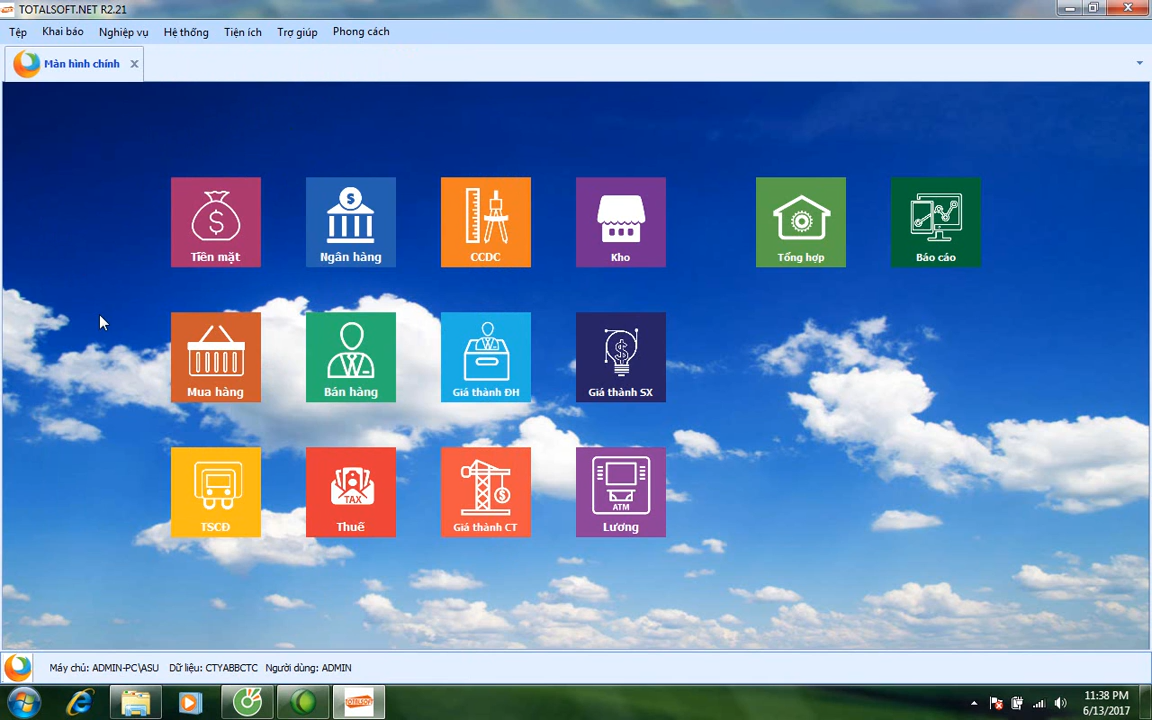 TOTALSOFT.NET R2.21
Tệp Khai báo Nghiệp vụ Hệ thống Tiện ích Trợ giúp Phong cách
Màn hình chính
Tiền mặt Ngân hàng CCDC Kho Tổng hợp Báo cáo
Mua hàng Bán hàng Giá thành ĐH Giá thành SX
TAX ATM
TSCĐ Thuế Giá thành CT Lương
Máy chủ: ADMIN-PC\ASU Dữ liệu: CTYABBCTC Người dùng: ADMIN
TOTALSOFT
11:38 PM
6/13/2017